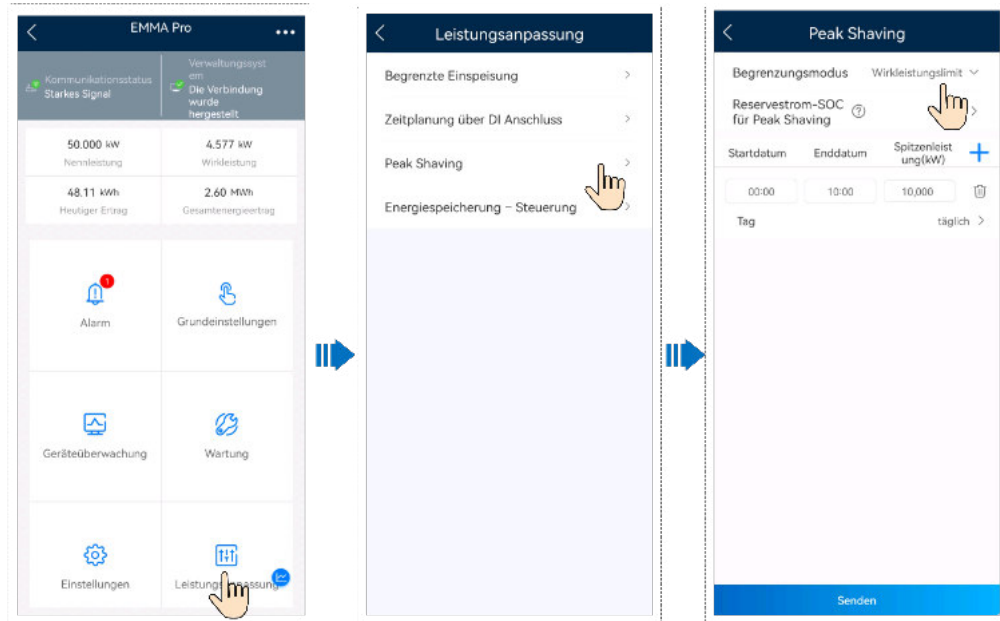 EMMA Pro
Kommunikationsstatus
Starkes Signal
Verwaltungssyst
em
Die Verbindung
wurde
hergestellt
50.000 kW
Nennleistung
4.577 kW
Wirkleistung
48.11 kWh
Heutiger Ertrag
2.60 MWh
Gesamtenergieertrag
1
Alarm
Grundeinstellungen
Geräteüberwachung
Wartung
Einstellungen
Leistungsanpassung
Leistungsanpassung
Begrenzte Einspeisung
Zeitplanung über DI Anschluss
Peak Shaving
Energiespeicherung – Steuerung
Peak Shaving
Begrenzungsmodus Wirkleistungslimit
Reservestrom-SOC
für Peak Shaving
?
Startdatum Enddatum
Spitzenleist
ung(kW)
00:00 10:00 10,000
Tag täglich
Senden